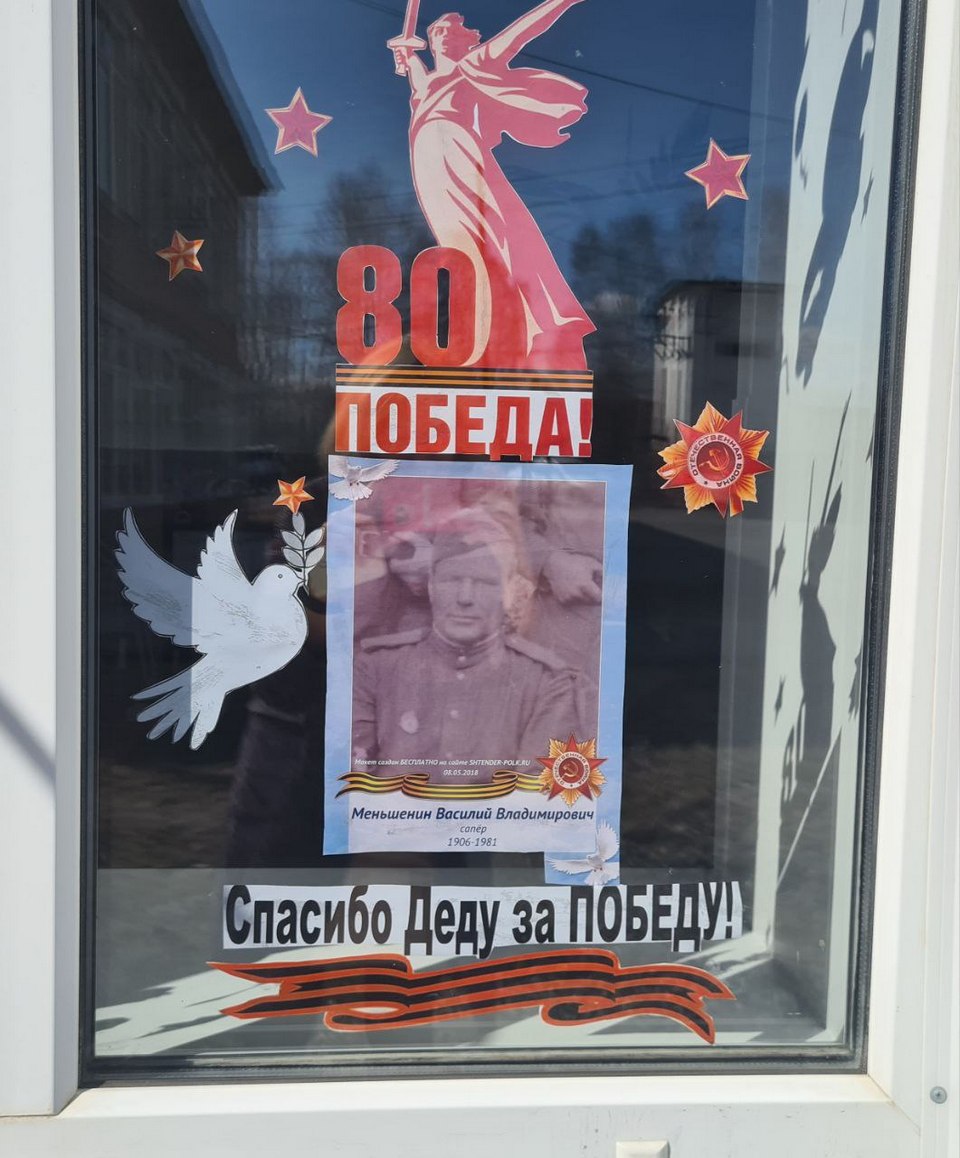 80
ПОБЕДА!
ОТЕЧЕСТВЕННАЯ ВОЙНА
Макет создан БЕСПЛАТНО на сайте SHTENDER-POLK.RU
08.05.2018
Меньшенин Василий Владимирович
сапёр
1906-1981
Спасибо Деду за ПОБЕДУ!